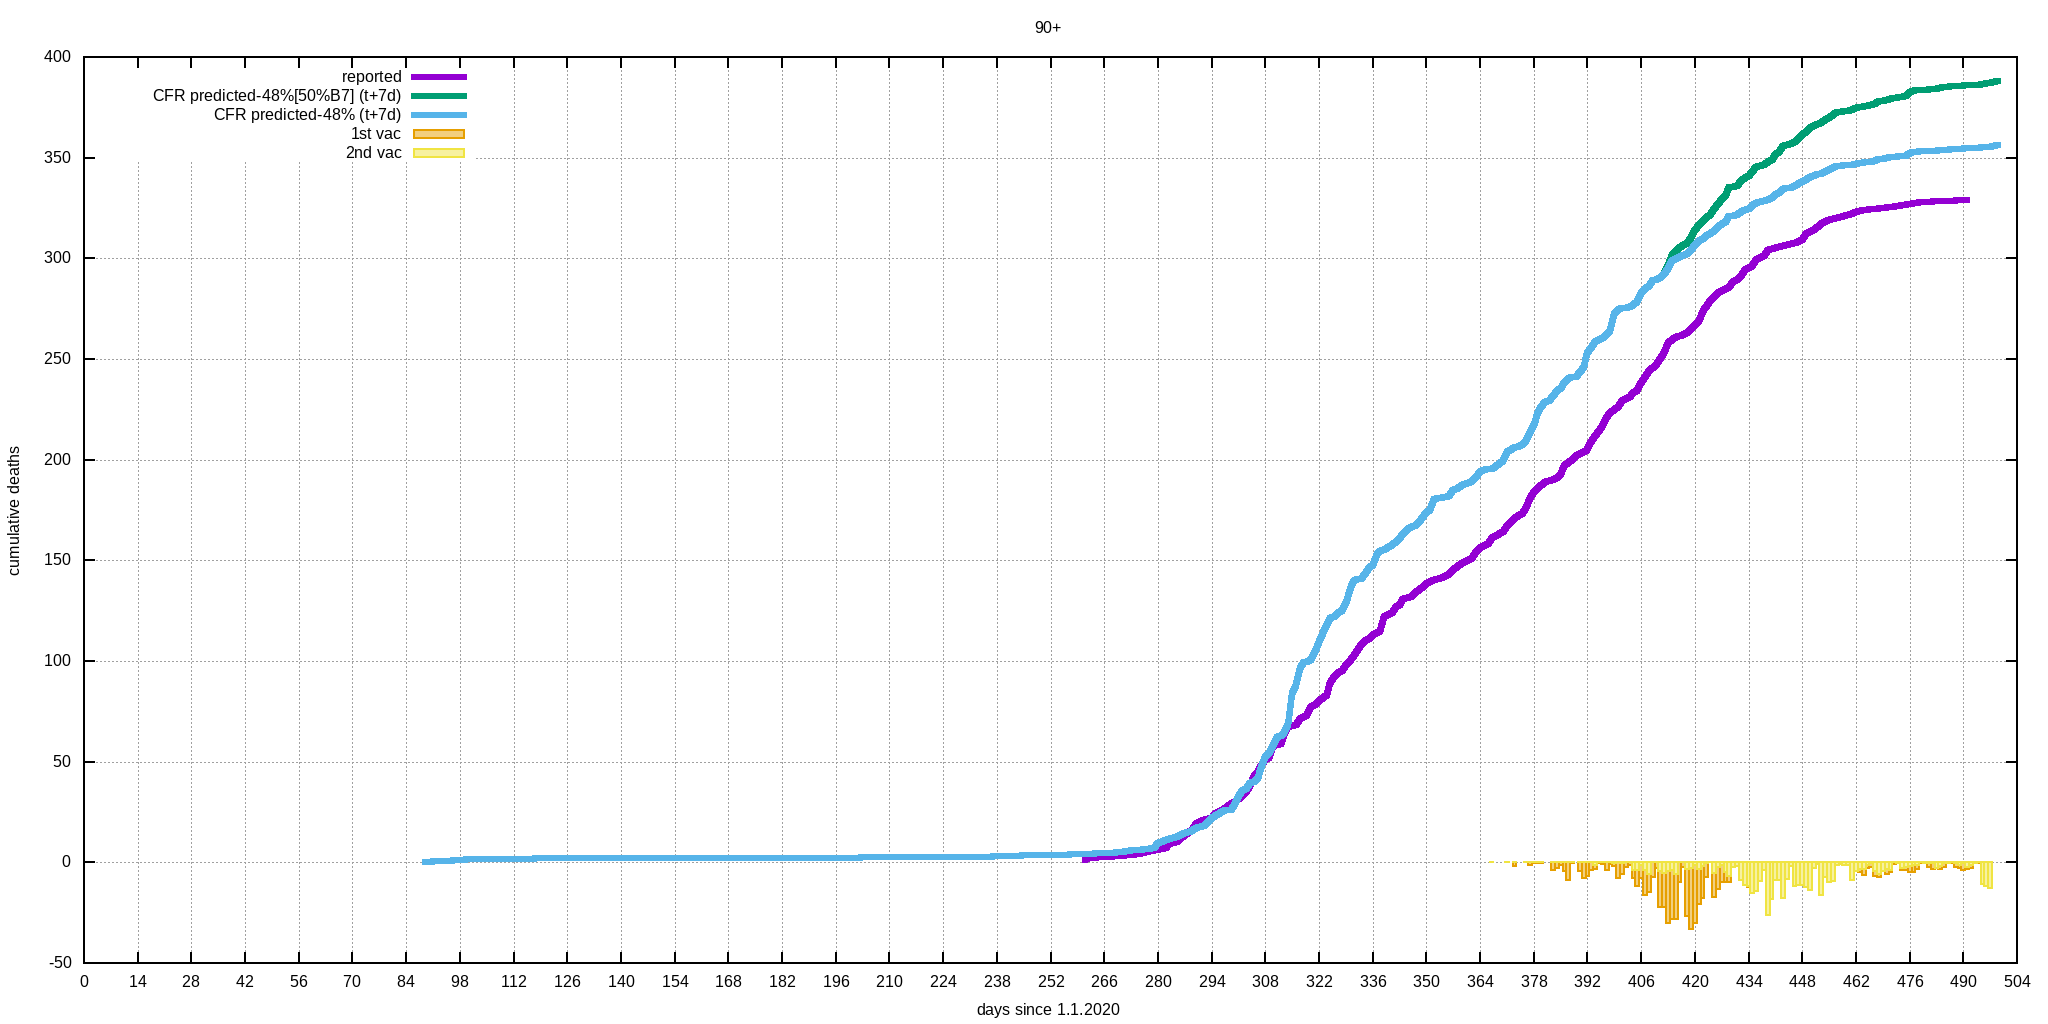 90+
400
350
300
250
200
150
100
50
0
-50
reported
CFR predicted-48%[50%B7] (t+7d)
CFR predicted-48% (t+7d)
1st vac
2nd vac
cumulative deaths
0 14 28 42 56 70 84 98 112 126 140 154 168 182 196 210 224 238 252 266 280 294 308 322 336 350 364 378 392 406 420 434 448 462 476 490 504
days since 1.1.2020